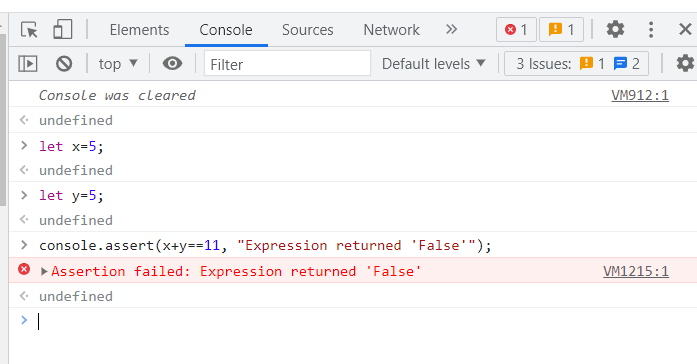 Elements Console Sources Network » 1 1
top Filter Default levels 3 Issues: 1 2
Console was cleared VM912:1
undefined
let x=5;
undefined
let y=5;
undefined
console.assert(x+y==11, "Expression returned 'False'");
Assertion failed: Expression returned 'False' VM1215:1
undefined